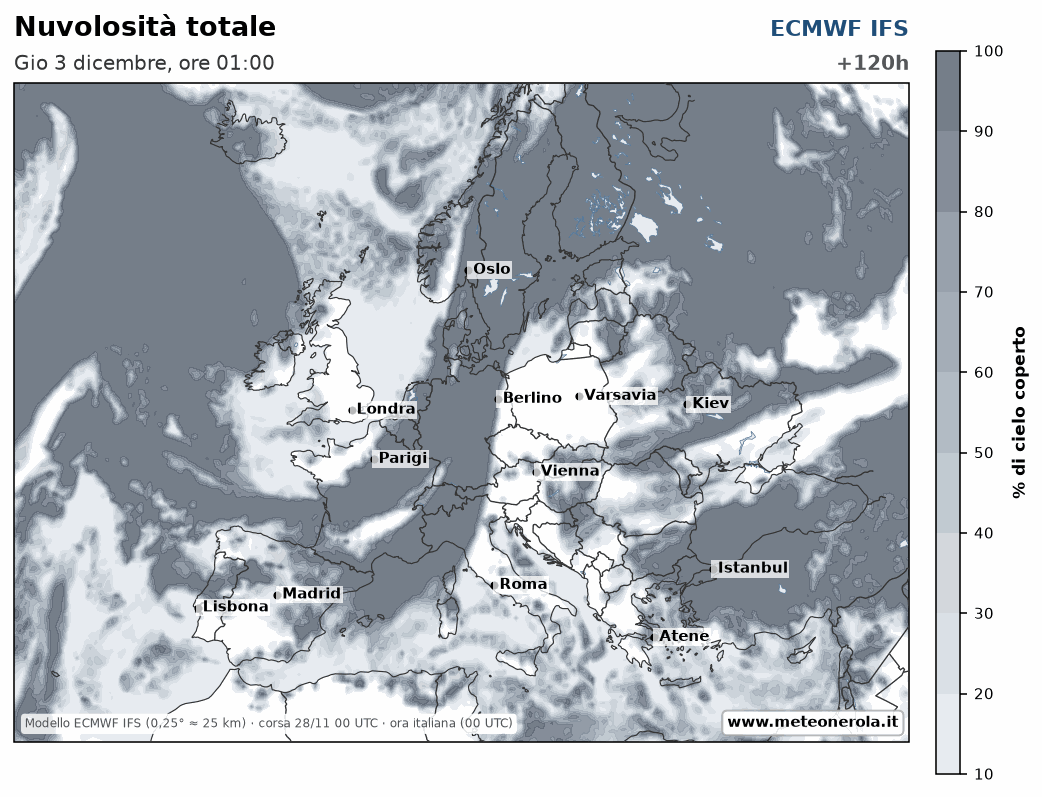 Nuvolosità totale
ECMWF IFS
Gio 3 dicembre, ore 01:00
+120h
Oslo
Londra
Berlino
Varsavia
Kiev
Parigi
Vienna
Istanbul
Roma
Madrid
Lisbona
Atene
Modello ECMWF IFS (0,25° ≈ 25 km) · corsa 28/11 00 UTC · ora italiana (00 UTC)
www.meteonerola.it
100
90
80
70
60
50
40
30
20
10
% di cielo coperto